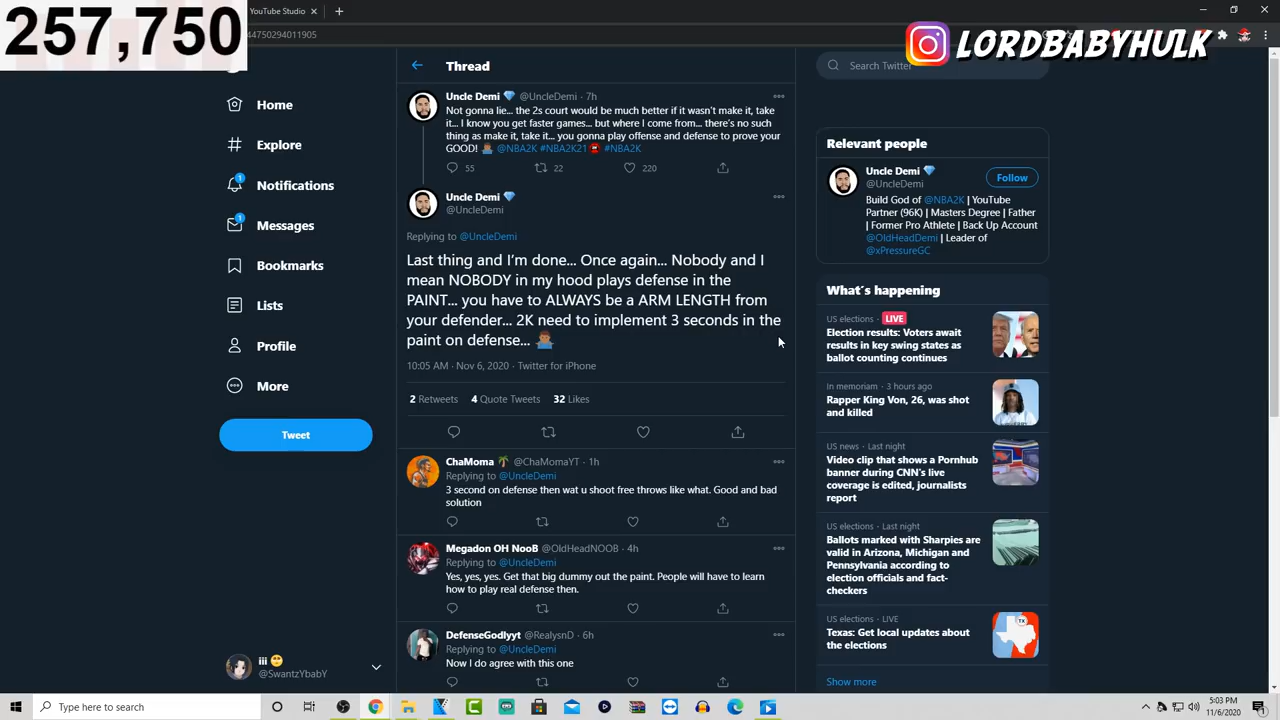 257,750
YouTube Studio
44750294011905
LORDBABYHULK
Home
Explore
1
Notifications
1
Messages
Bookmarks
Lists
Profile
More
Tweet
iii
@SwantzYbabY
Thread
Uncle Demi @UncleDemi · 7h
Not gonna lie... the 2s court would be much better if it wasn't make it, take
it... I know you get faster games... but where I come from... there's no such
thing as make it, take it... you gonna play offense and defense to prove your
GOOD! @NBA2K #NBA2K21 #NBA2K
55 22 220
Uncle Demi
@UncleDemi
Replying to @UncleDemi
Last thing and I'm done... Once again... Nobody and I
mean NOBODY in my hood plays defense in the
PAINT... you have to ALWAYS be a ARM LENGTH from
your defender... 2K need to implement 3 seconds in the
paint on defense...
10:05 AM · Nov 6, 2020 · Twitter for iPhone
2 Retweets 4 Quote Tweets 32 Likes
ChaMoma @ChaMomaYT · 1h
Replying to @UncleDemi
3 second on defense then wat u shoot free throws like what. Good and bad
solution
Megadon OH NooB @OldHeadNOOB · 4h
Replying to @UncleDemi
Yes, yes, yes. Get that big dummy out the paint. People will have to learn
how to play real defense then.
DefenseGodlyyt @RealysnD · 6h
Replying to @UncleDemi
Now I do agree with this one
Search Twitter
Relevant people
Uncle Demi
@UncleDemi
Follow
Build God of @NBA2K | YouTube
Partner (96K) | Masters Degree | Father
| Former Pro Athlete | Back Up Account
@OldHeadDemi | Leader of
@xPressureGC
What's happening
US elections · LIVE
Election results: Voters await
results in key swing states as
ballot counting continues
In memoriam · 3 hours ago
Rapper King Von, 26, was shot
and killed
US news · Last night
Video clip that shows a Pornhub
banner during CNN's live
coverage is edited, journalists
report
US elections · Last night
Ballots marked with Sharpies are
valid in Arizona, Michigan and
Pennsylvania according to
election officials and fact-
checkers
US elections · LIVE
Texas: Get local updates about
the elections
Show more
Type here to search
5:03 PM
11/6/2020
1